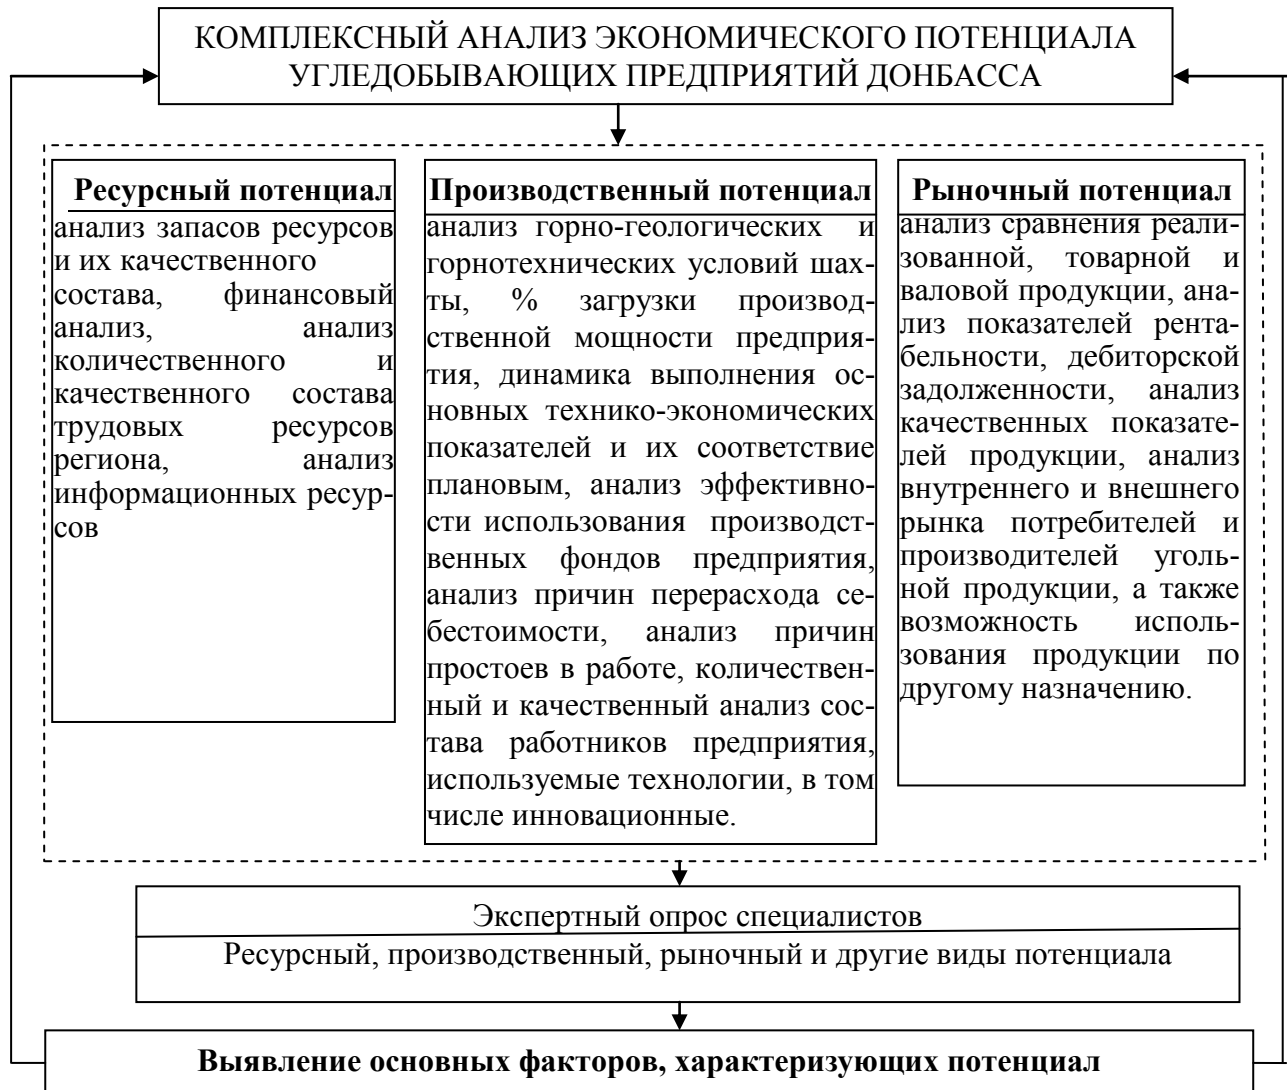 КОМПЛЕКСНЫЙ АНАЛИЗ ЭКОНОМИЧЕСКОГО ПОТЕНЦИАЛА
УГЛЕДОБЫВАЮЩИХ ПРЕДПРИЯТИЙ ДОНБАССА
Ресурсный потенциал
анализ запасов ресурсов
и их качественного
состава, финансовый
анализ, анализ
количественного и
качественного состава
трудовых ресурсов
региона, анализ
информационных ресур-
сов
Производственный потенциал
анализ горно-геологических и
горнотехнических условий шах-
ты, % загрузки производ-
ственной мощности предприя-
тия, динамика выполнения ос-
новных технико-экономических
показателей и их соответствие
плановым, анализ эффективно-
сти использования производст-
венных фондов предприятия,
анализ причин перерасхода се-
бестоимости, анализ причин
простоев в работе, количествен-
ный и качественный анализ сос-
тава работников предприятия,
используемые технологии, в том
числе инновационные.
Рыночный потенциал
анализ сравнения реали-
зованной, товарной и
валовой продукции, ана-
лиз показателей рента-
бельности, дебиторской
задолженности, анализ
качественных показате-
лей продукции, анализ
внутреннего и внешнего
рынка потребителей и
производителей уголь-
ной продукции, а также
возможность исполь-
зования продукции по
другому назначению.
Экспертный опрос специалистов
Ресурсный, производственный, рыночный и другие виды потенциала
Выявление основных факторов, характеризующих потенциал